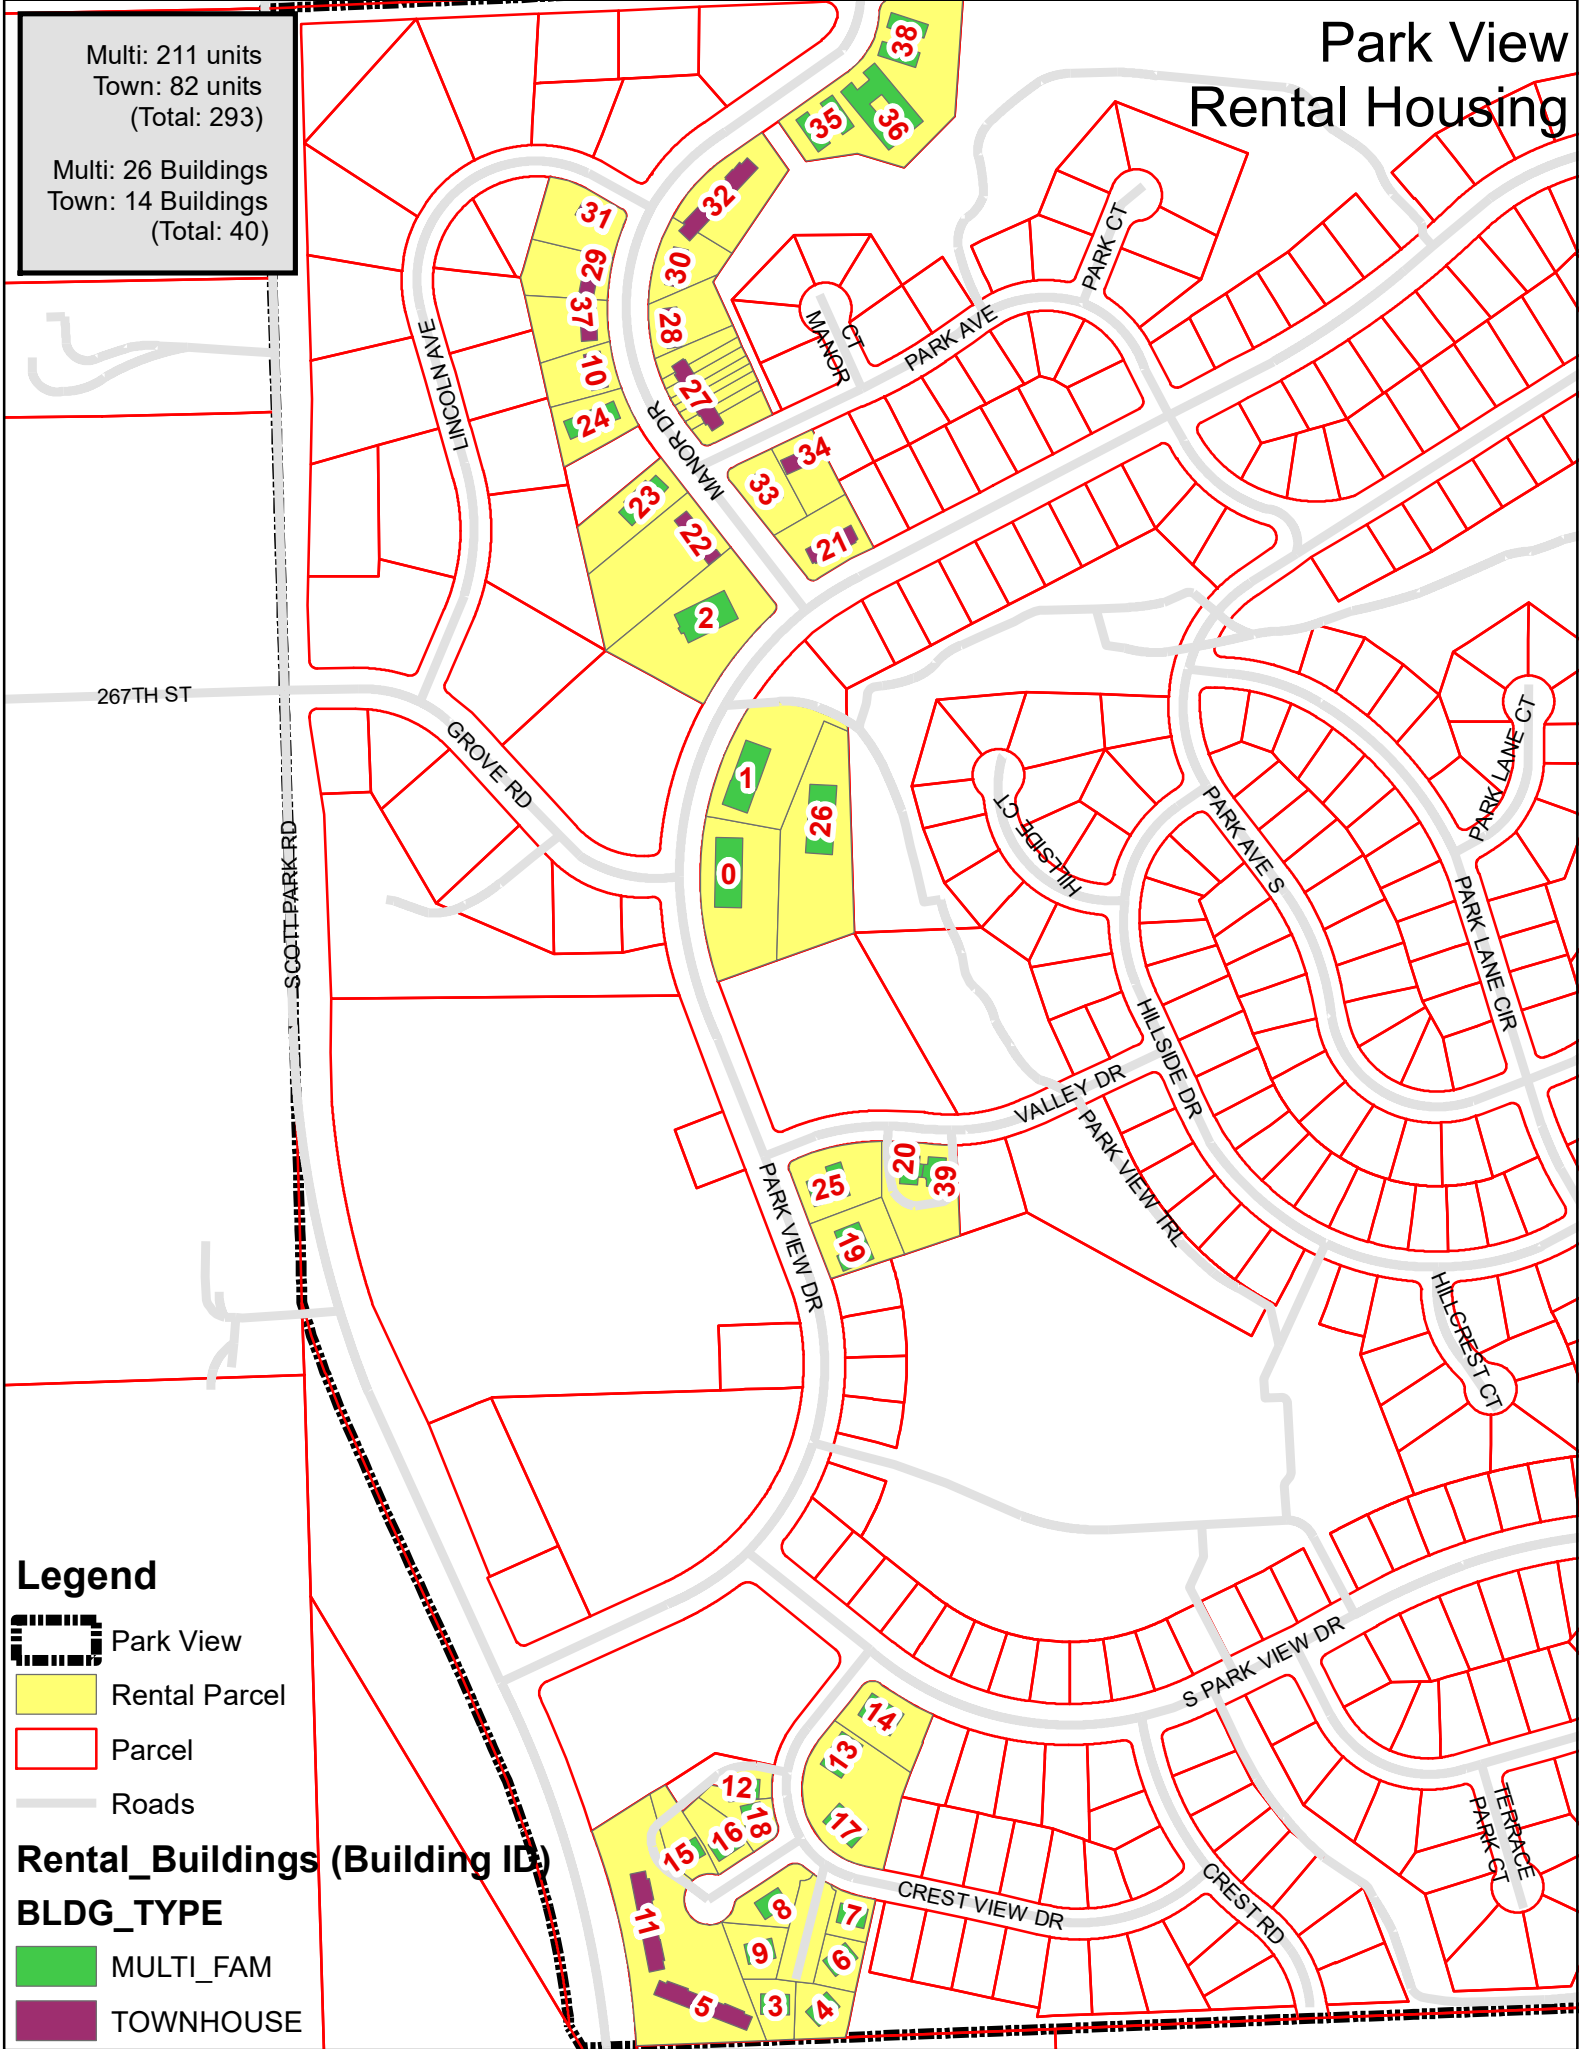 Park View
Rental Housing
Multi: 211 units
Town: 82 units
(Total: 293)
Multi: 26 Buildings
Town: 14 Buildings
(Total: 40)
38
35
36
32
31
29
30
37
28
10
27
24
34
33
23
22
21
2
1
26
0
20
39
25
19
14
13
12
18
17
16
15
11
8
7
9
6
5
3
4
PARK CT
MANOR
CT
PARK AVE
LINCOLN AVE
MANOR DR
267TH ST
GROVE RD
SCOTT PARK RD
PARK LANE CT
HILLSIDE CT
PARK AVE S
PARK LANE CIR
HILLSIDE DR
VALLEY DR
PARK VIEW TRL
PARK VIEW DR
HILLCREST CT
S PARK VIEW DR
TERRACE
PARK CT
CREST VIEW DR
CREST RD
Legend
Park View
Rental Parcel
Parcel
Roads
Rental_Buildings (Building ID)
BLDG_TYPE
MULTI_FAM
TOWNHOUSE